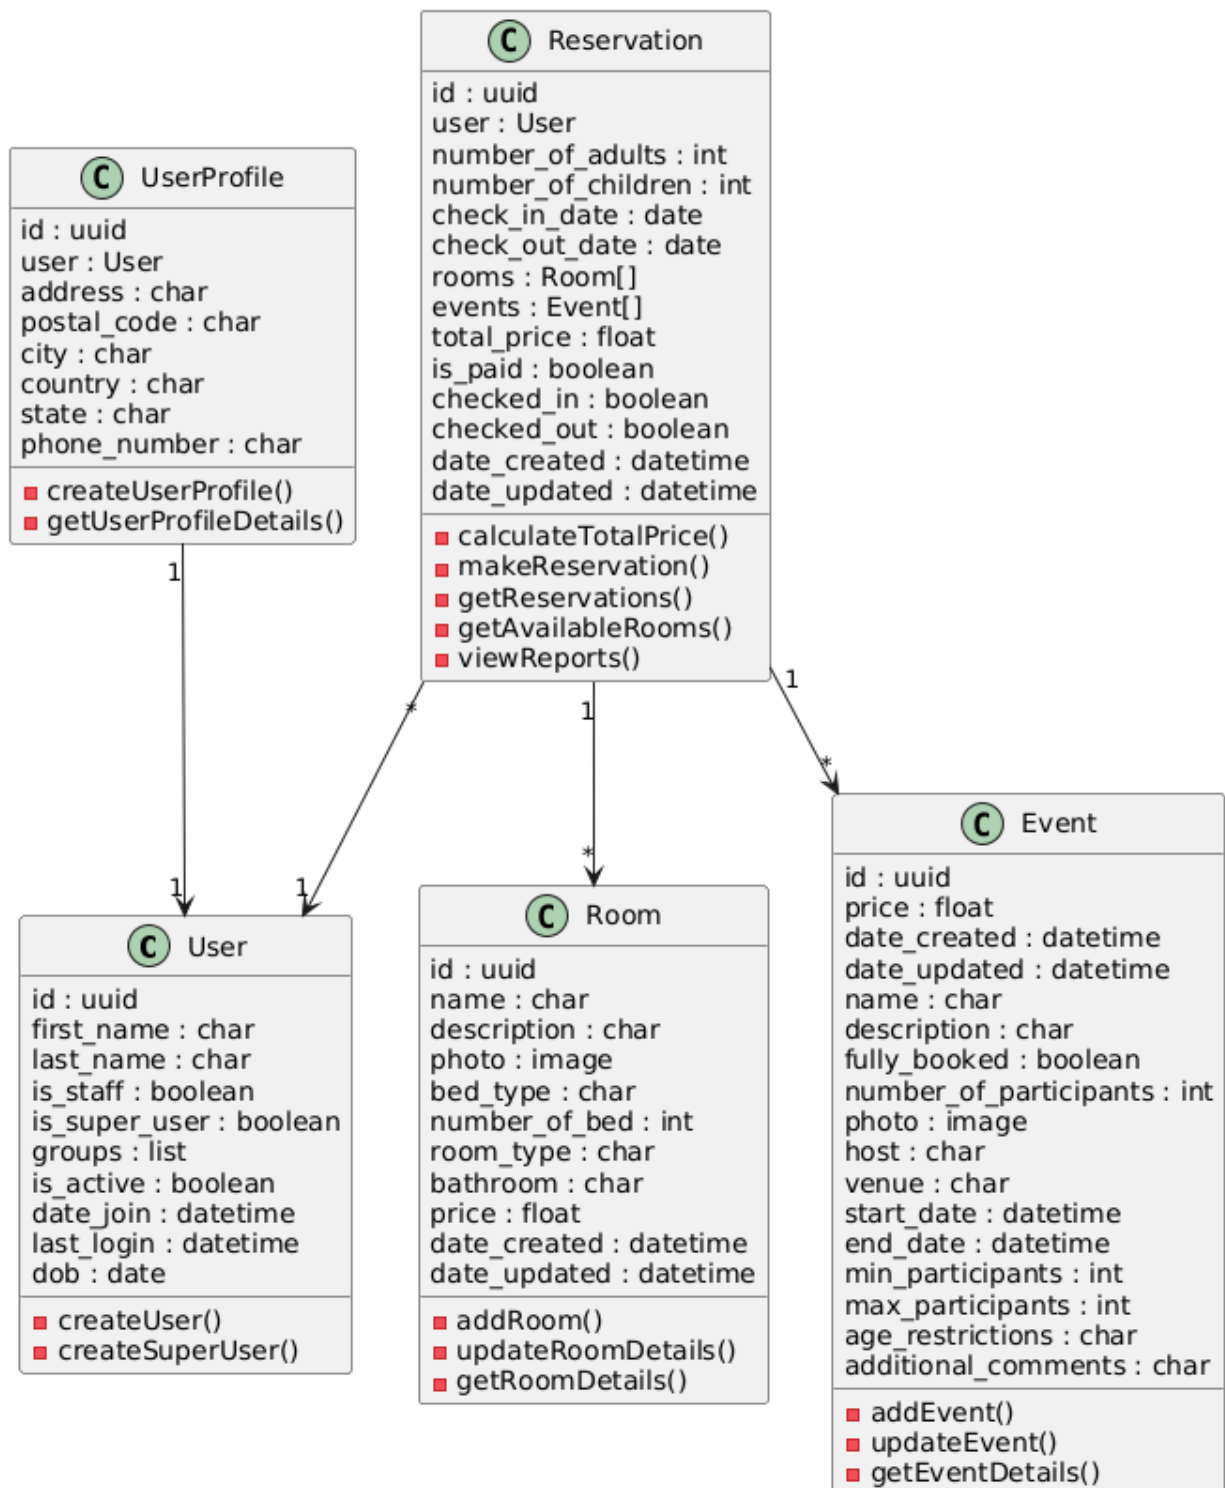 C Reservation
id : uuid
user : User
number_of_adults : int
number_of_children : int
check_in_date : date
check_out_date : date
rooms : Room[]
events : Event[]
total_price : float
is_paid : boolean
checked_in : boolean
checked_out : boolean
date_created : datetime
date_updated : datetime
calculateTotalPrice()
makeReservation()
getReservations()
getAvailableRooms()
viewReports()
C UserProfile
id : uuid
user : User
address : char
postal_code : char
city : char
country : char
state : char
phone_number : char
createUserProfile()
getUserProfileDetails()
1
1
*
1
1
*
1
*
C User
id : uuid
first_name : char
last_name : char
is_staff : boolean
is_super_user : boolean
groups : list
is_active : boolean
date_join : datetime
last_login : datetime
dob : date
createUser()
createSuperUser()
C Room
id : uuid
name : char
description : char
photo : image
bed_type : char
number_of_bed : int
room_type : char
bathroom : char
price : float
date_created : datetime
date_updated : datetime
addRoom()
updateRoomDetails()
getRoomDetails()
C Event
id : uuid
price : float
date_created : datetime
date_updated : datetime
name : char
description : char
fully_booked : boolean
number_of_participants : int
photo : image
host : char
venue : char
start_date : datetime
end_date : datetime
min_participants : int
max_participants : int
age_restrictions : char
additional_comments : char
addEvent()
updateEvent()
getEventDetails()